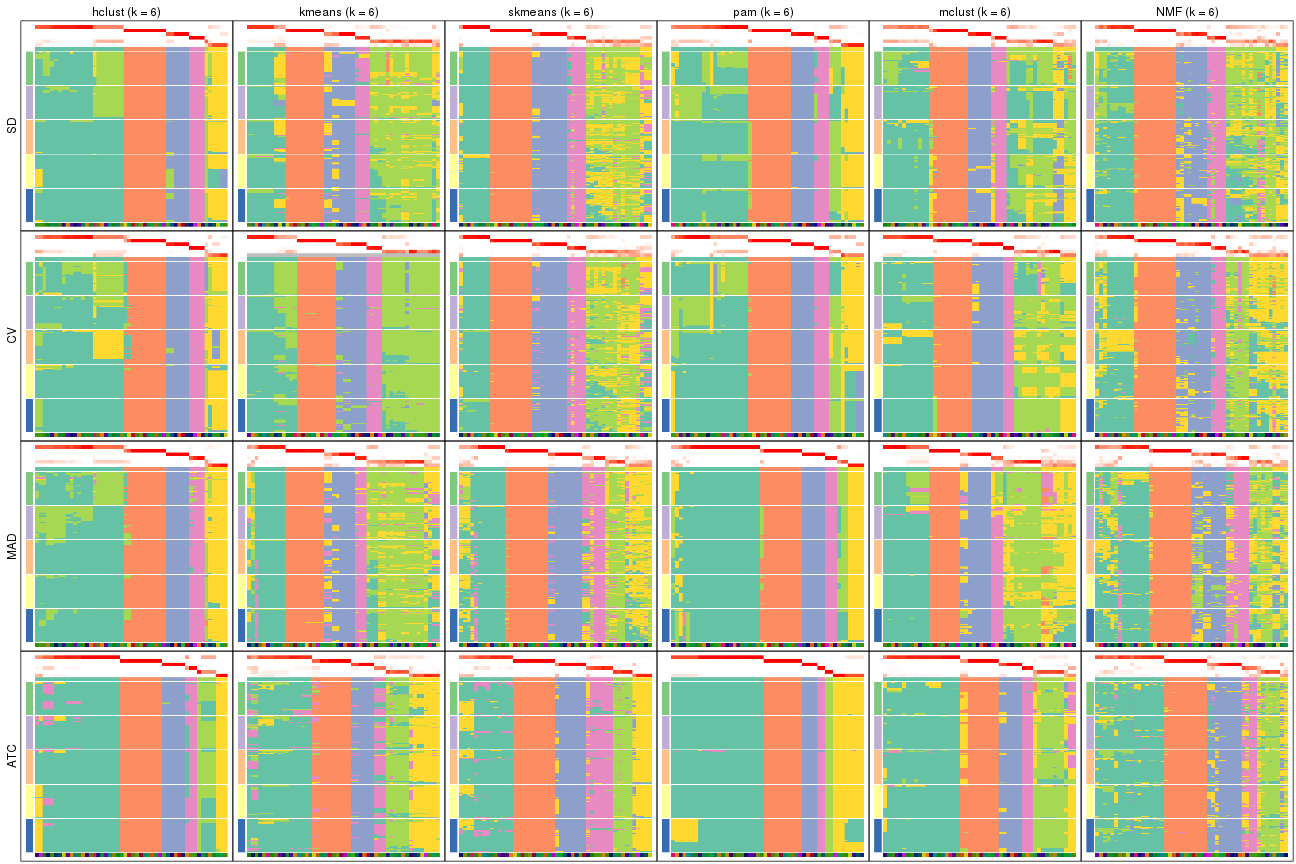 hclust (k = 6)
kmeans (k = 6)
skmeans (k = 6)
pam (k = 6)
mclust (k = 6)
NMF (k = 6)
SD
CV
MAD
ATC